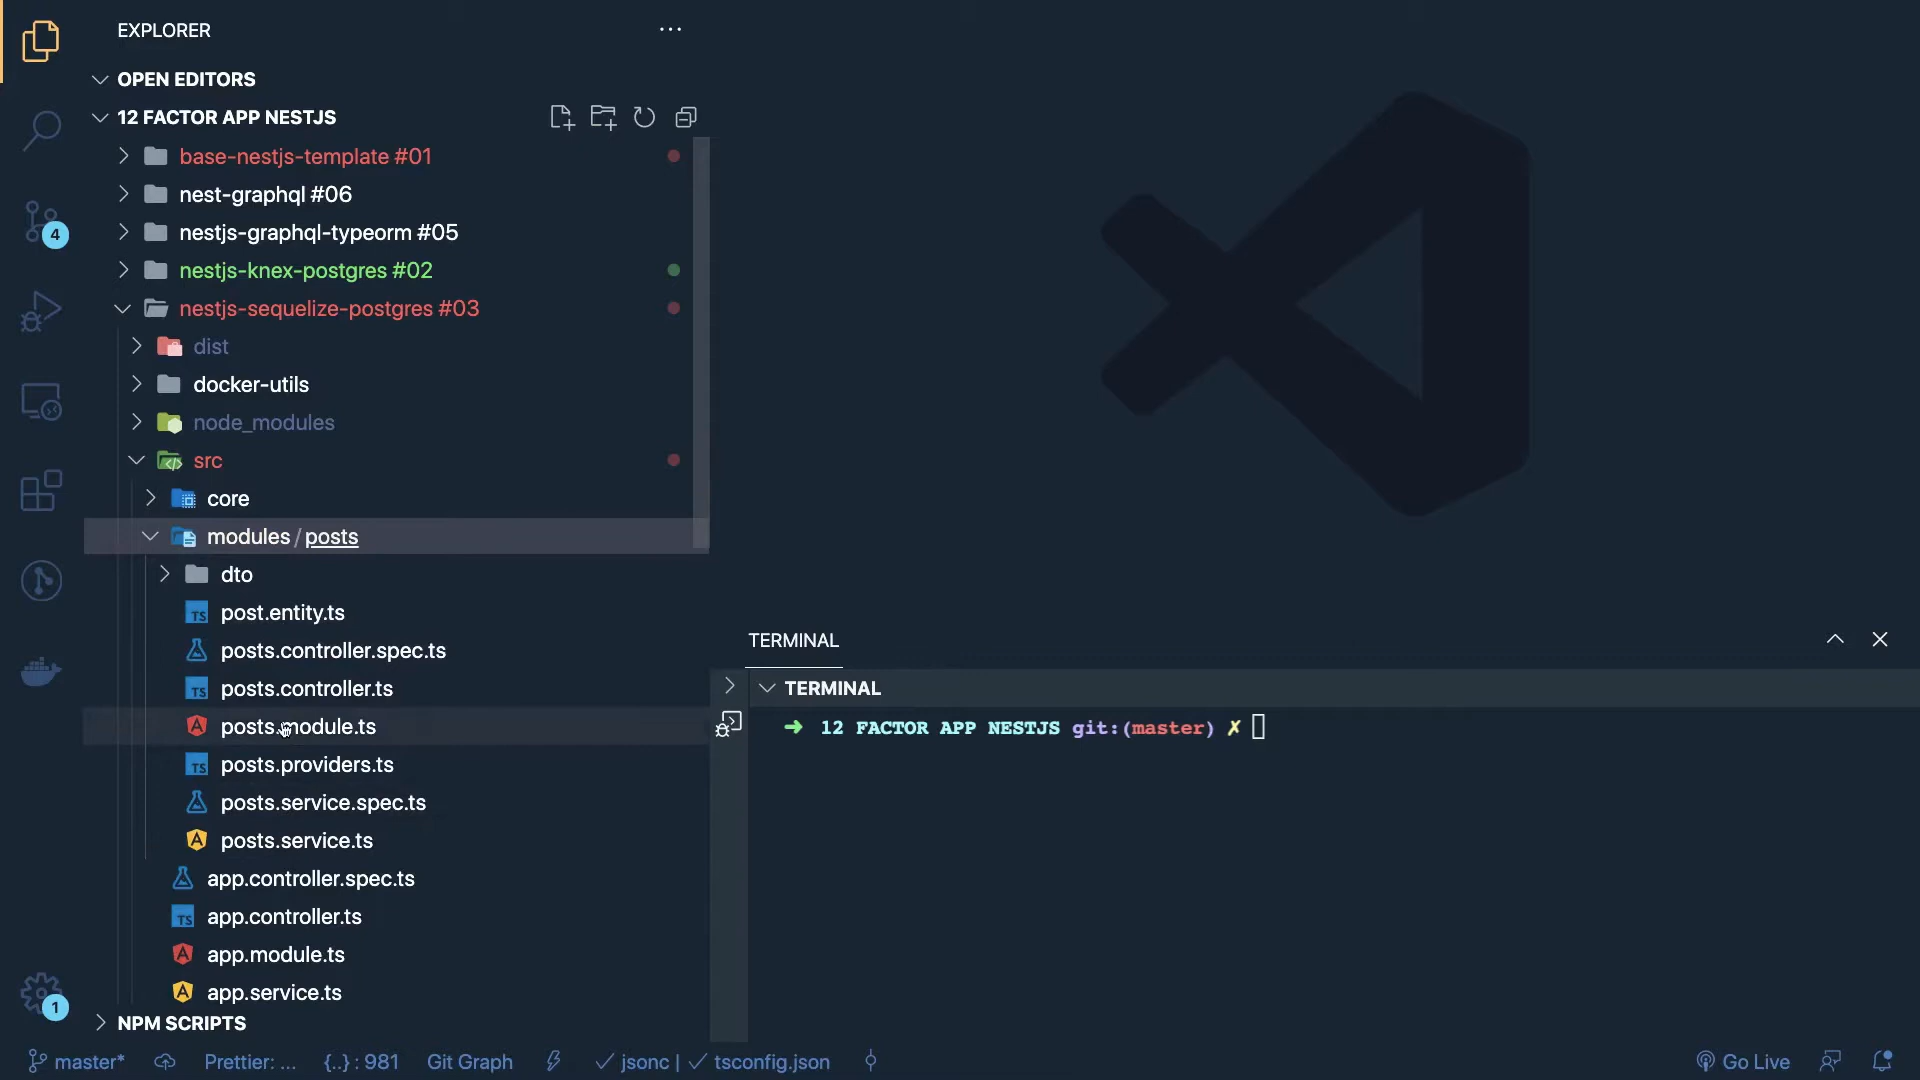 EXPLORER
OPEN EDITORS
12 FACTOR APP NESTJS
base-nestjs-template #01
nest-graphql #06
nestjs-graphql-typeorm #05
4
nestjs-knex-postgres #02
nestjs-sequelize-postgres #03
dist
docker-utils
node_modules
src
core
modules / posts
dto
post.entity.ts
posts.controller.spec.ts
posts.controller.ts
posts.module.ts
posts.providers.ts
posts.service.spec.ts
posts.service.ts
app.controller.spec.ts
app.controller.ts
app.module.ts
app.service.ts
1
NPM SCRIPTS
TERMINAL
TERMINAL
➜ 12 FACTOR APP NESTJS git:(master) ✗
master* Prettier: ... {..} : 981 Git Graph ✓ jsonc | ✓ tsconfig.json Go Live